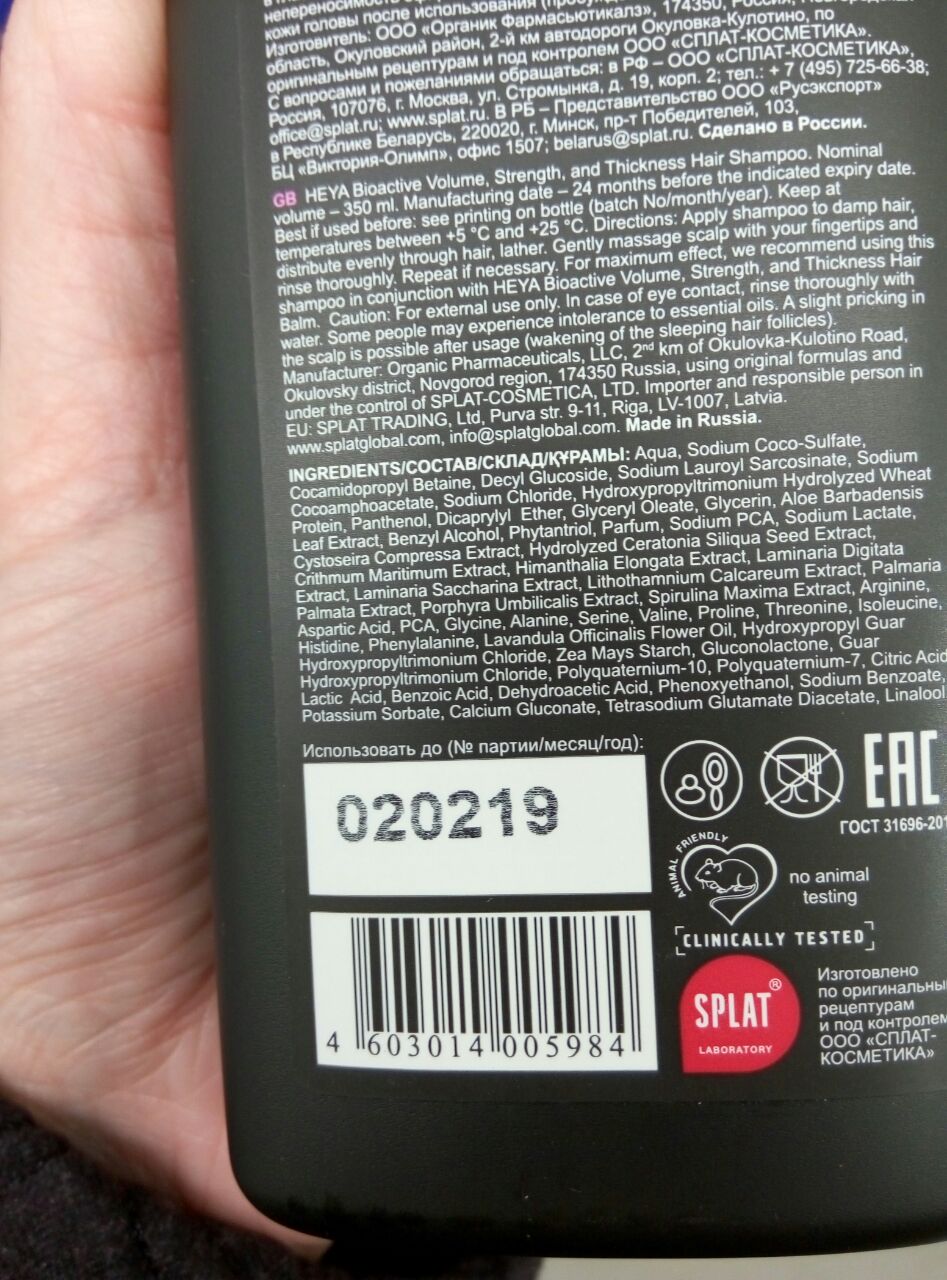 кожи головы после использования
174350, Россия,
Изготовитель: ООО «Органик Фармасьютикалз»,
область, Окуловский район, 2-й км автодороги Окуловка-Кулотино, по
оригинальным рецептурам и под контролем ООО «СПЛАТ-КОСМЕТИКА».
С вопросами и пожеланиями обращаться: в РФ – ООО «СПЛАТ-КОСМЕТИКА»,
Россия, 107076, г. Москва, ул. Стромынка, д. 19, корп. 2; тел.: + 7 (495) 725-66-38;
office@splat.ru; www.splat.ru. В РБ – Представительство ООО «Русэкспорт»
в Республике Беларусь, 220020, г. Минск, пр-т Победителей, 103,
БЦ «Виктория-Олимп», офис 1507; belarus@splat.ru. Сделано в России.
GB HEYA Bioactive Volume, Strength, and Thickness Hair Shampoo. Nominal
volume – 350 ml. Manufacturing date – 24 months before the indicated expiry date.
Best if used before: see printing on bottle (batch No/month/year). Keep at
temperatures between +5 °C and +25 °C. Directions: Apply shampoo to damp hair,
distribute evenly through hair, lather. Gently massage scalp with your fingertips and
rinse thoroughly. Repeat if necessary. For maximum effect, we recommend using this
shampoo in conjunction with HEYA Bioactive Volume, Strength, and Thickness Hair
Balm. Caution: For external use only. In case of eye contact, rinse thoroughly with
water. Some people may experience intolerance to essential oils. A slight pricking in
the scalp is possible after usage (wakening of the sleeping hair follicles).
Manufacturer: Organic Pharmaceuticals, LLC, 2nd km of Okulovka-Kulotino Road,
Okulovsky district, Novgorod region, 174350 Russia, using original formulas and
under the control of SPLAT-COSMETICA, LTD. Importer and responsible person in
EU: SPLAT TRADING, Ltd, Purva str. 9-11, Riga, LV-1007, Latvia.
www.splatglobal.com, info@splatglobal.com. Made in Russia.
INGREDIENTS/СОСТАВ/СКЛАД/ҚҰРАМЫ: Aqua, Sodium Coco-Sulfate,
Cocamidopropyl Betaine, Decyl Glucoside, Sodium Lauroyl Sarcosinate, Sodium
Cocoamphoacetate, Sodium Chloride, Hydroxypropyltrimonium Hydrolyzed Wheat
Protein, Panthenol, Dicaprylyl Ether, Glyceryl Oleate, Glycerin, Aloe Barbadensis
Leaf Extract, Benzyl Alcohol, Phytantriol, Parfum, Sodium PCA, Sodium Lactate,
Cystoseira Compressa Extract, Hydrolyzed Ceratonia Siliqua Seed Extract,
Crithmum Maritimum Extract, Himanthalia Elongata Extract, Laminaria Digitata
Extract, Laminaria Saccharina Extract, Lithothamnium Calcareum Extract, Palmaria
Palmata Extract, Porphyra Umbilicalis Extract, Spirulina Maxima Extract, Arginine,
Aspartic Acid, PCA, Glycine, Alanine, Serine, Valine, Proline, Threonine, Isoleucine,
Histidine, Phenylalanine, Lavandula Officinalis Flower Oil, Hydroxypropyl Guar
Hydroxypropyltrimonium Chloride, Zea Mays Starch, Gluconolactone, Guar
Hydroxypropyltrimonium Chloride, Polyquaternium-10, Polyquaternium-7, Citric Acid
Lactic Acid, Benzoic Acid, Dehydroacetic Acid, Phenoxyethanol, Sodium Benzoate,
Potassium Sorbate, Calcium Gluconate, Tetrasodium Glutamate Diacetate, Linalool
Использовать до (№ партии/месяц/год):
020219
EAC
ГОСТ 31696-201
ANIMAL FRIENDLY
no animal
testing
CLINICALLY TESTED
SPLAT®
LABORATORY
Изготовлено
по оригинальны
рецептурам
и под контролем
ООО «СПЛАТ-
КОСМЕТИКА»
4 603014 005984